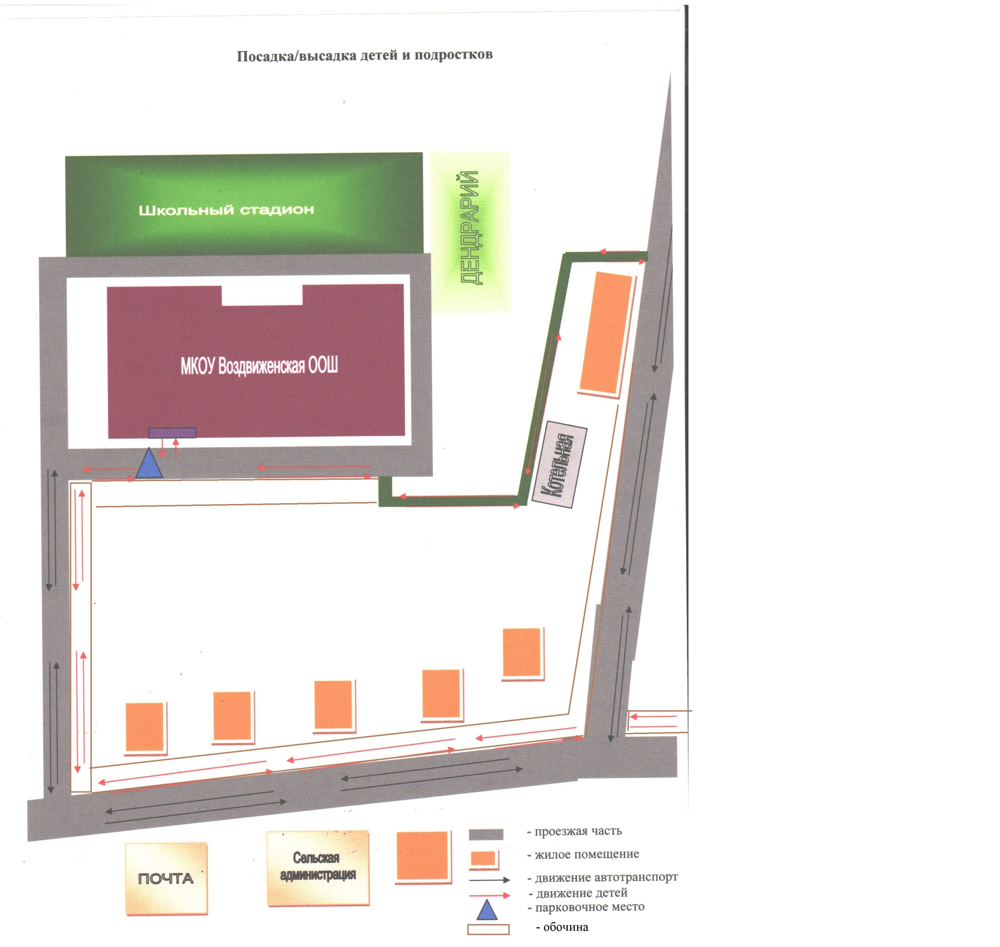 Посадка/высадка детей и подростков
Школьный стадион
ДЕНДРАРИЙ
МКОУ Воздвиженская ООШ
Котельная
ПОЧТА
Сельская
администрация
- проезжая часть
- жилое помещение
- движение автотранспорт
- движение детей
- парковочное место
- обочина